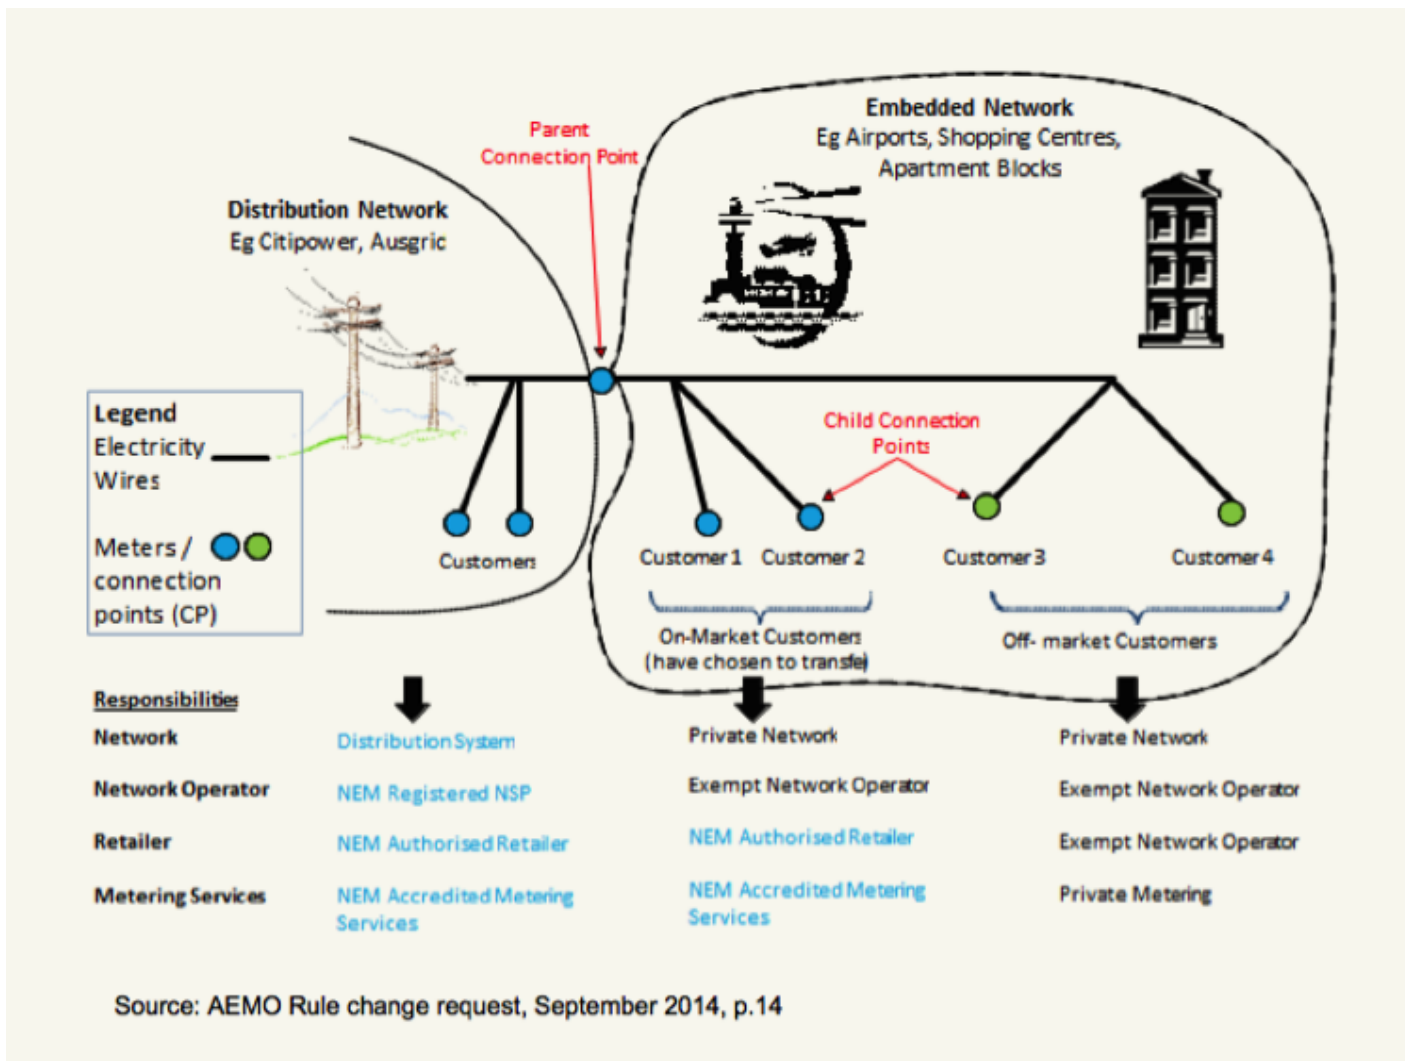 Embedded Network
Eg Airports, Shopping Centres,
Apartment Blocks
Parent
Connection Point
Distribution Network
Eg Citipower, Ausgric
Legend
Electricity
Wires
Meters /
connection
points (CP)
Child Connection
Points
Customers
Customer 1
Customer 2
Customer 3
Customer 4
On-Market Customers
(have chosen to transfer)
Off- market Customers
Responsibilities
Network
Distribution System
Private Network
Private Network
Network Operator
NEM Registered NSP
Exempt Network Operator
Exempt Network Operator
Retailer
NEM Authorised Retailer
NEM Authorised Retailer
Exempt Network Operator
Metering Services
NEM Accredited Metering
Services
NEM Accredited Metering
Services
Private Metering
Source: AEMO Rule change request, September 2014, p.14